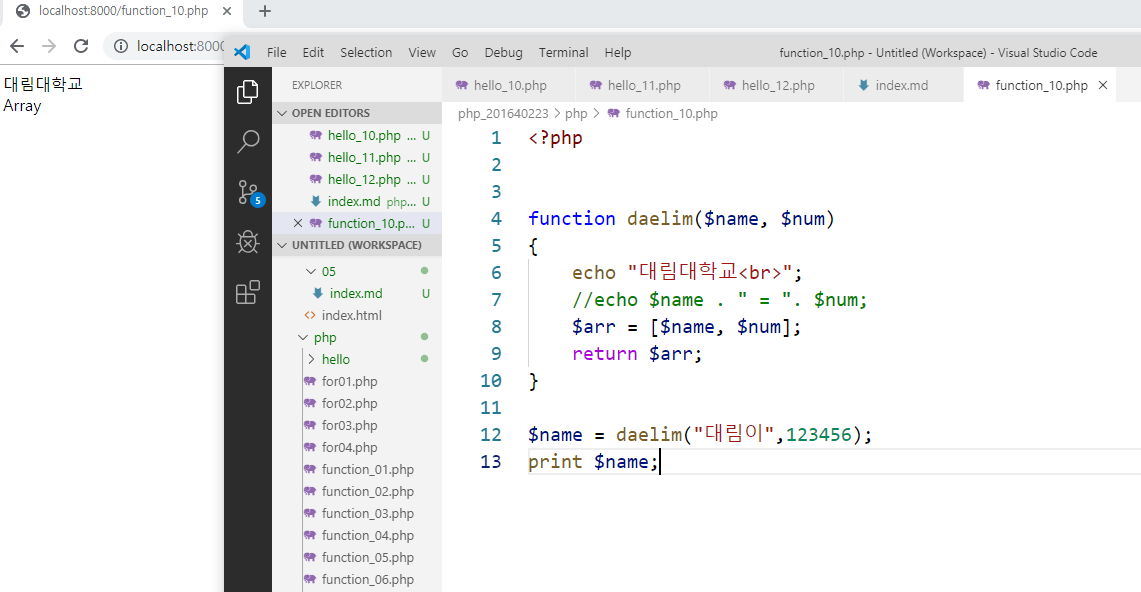 localhost:8000/function_10.php
localhost:8000
대림대학교
Array
File Edit Selection View Go Debug Terminal Help
function_10.php - Untitled (Workspace) - Visual Studio Code
5
EXPLORER
OPEN EDITORS
hello_10.php ... U
hello_11.php ... U
hello_12.php ... U
index.md php... U
function_10.p... U
UNTITLED (WORKSPACE)
05
index.md U
index.html
php
hello
for01.php
for02.php
for03.php
for04.php
function_01.php
function_02.php
function_03.php
function_04.php
function_05.php
function_06.php
hello_10.php hello_11.php hello_12.php index.md function_10.php
php_201640223 > php > function_10.php
1 <?php
2
3
4 function daelim($name, $num)
5 {
6 echo "대림대학교<br>";
7 //echo $name . " = ". $num;
8 $arr = [$name, $num];
9 return $arr;
10 }
11
12 $name = daelim("대림이",123456);
13 print $name;